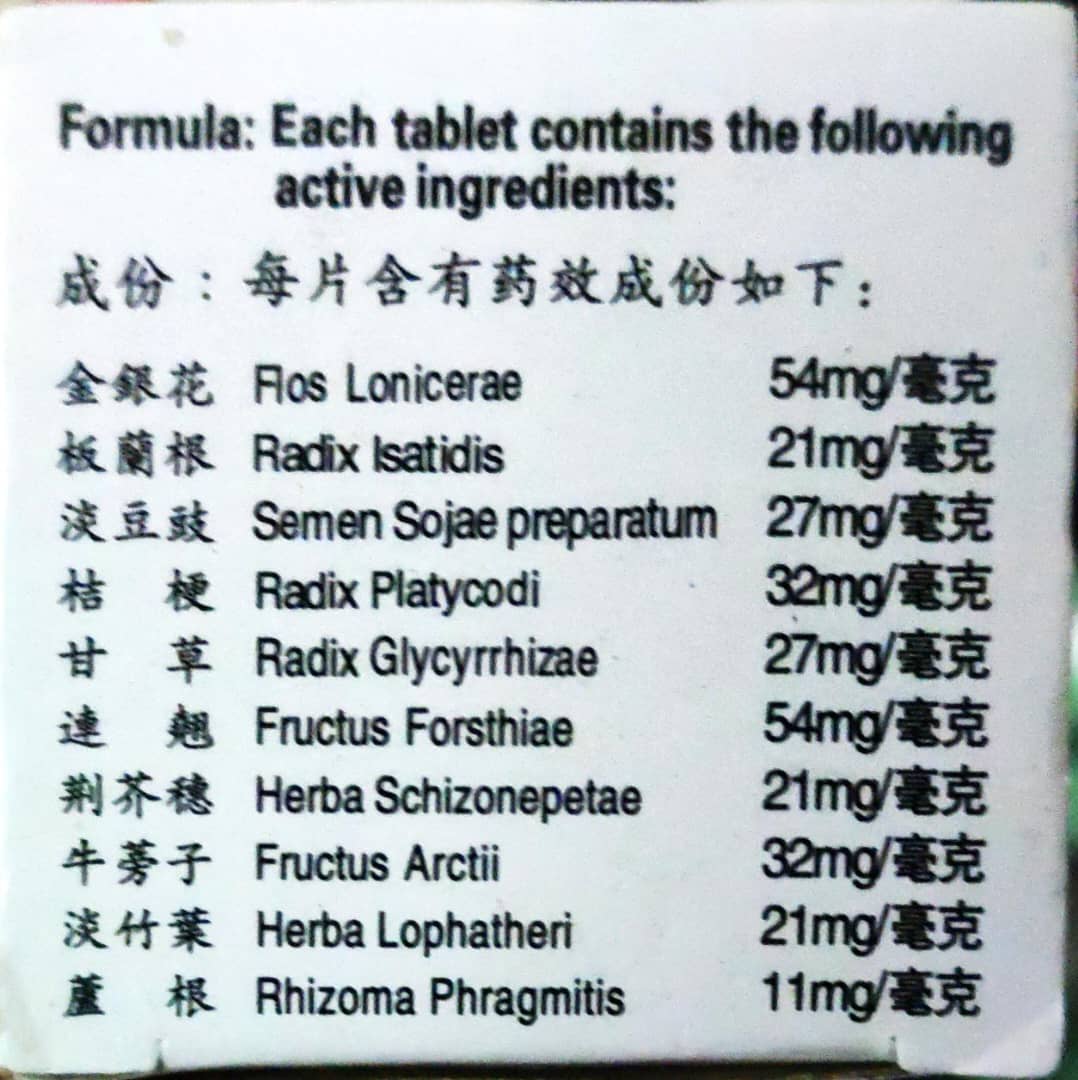 Formula: Each tablet contains the following
active ingredients:
成份：每片含有药效成份如下：
金銀花 Flos Lonicerae 54mg/毫克
板蘭根 Radix Isatidis 21mg/毫克
淡豆豉 Semen Sojae preparatum 27mg/毫克
桔 梗 Radix Platycodi 32mg/毫克
甘 草 Radix Glycyrrhizae 27mg/毫克
連 翹 Fructus Forsthiae 54mg/毫克
荆芥穗 Herba Schizonepetae 21mg/毫克
牛蒡子 Fructus Arctii 32mg/毫克
淡竹葉 Herba Lophatheri 21mg/毫克
蘆 根 Rhizoma Phragmitis 11mg/毫克